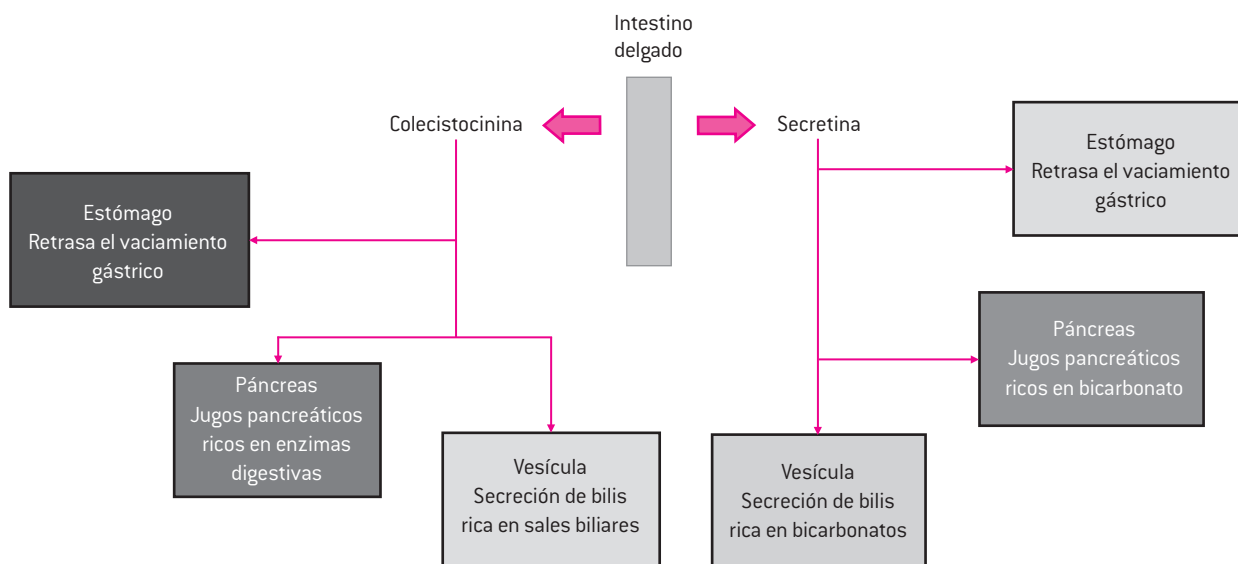 Intestino
delgado
Colecistocinina
Secretina
Estómago
Retrasa el vaciamiento
gástrico
Estómago
Retrasa el vaciamiento
gástrico
Páncreas
Jugos pancreáticos
ricos en bicarbonato
Páncreas
Jugos pancreáticos
ricos en enzimas
digestivas
Vesícula
Secreción de bilis
rica en sales biliares
Vesícula
Secreción de bilis
rica en bicarbonatos